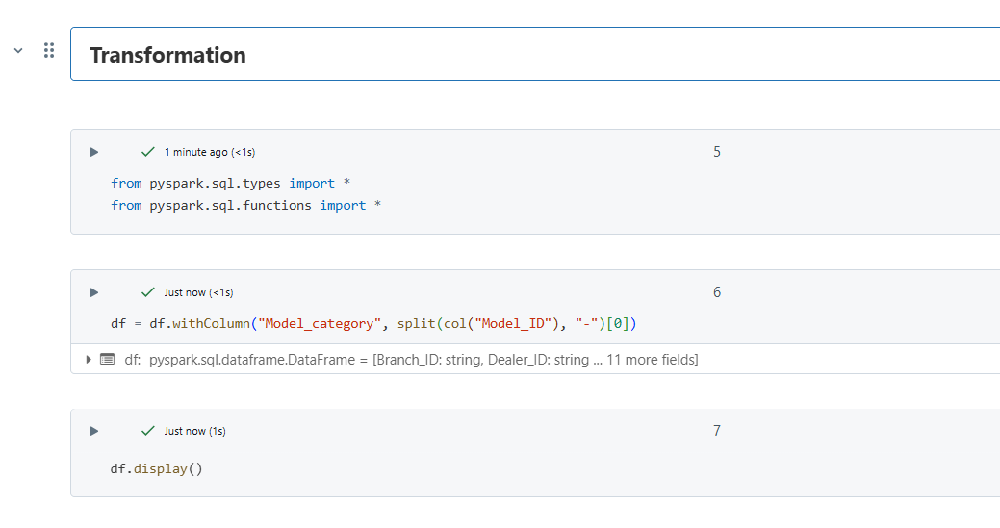 Transformation
1 minute ago (<1s)
5
from pyspark.sql.types import *
from pyspark.sql.functions import *
Just now (<1s)
6
df = df.withColumn("Model_category", split(col("Model_ID"), "-")[0])
df: pyspark.sql.dataframe.DataFrame = [Branch_ID: string, Dealer_ID: string ... 11 more fields]
Just now (1s)
7
df.display()